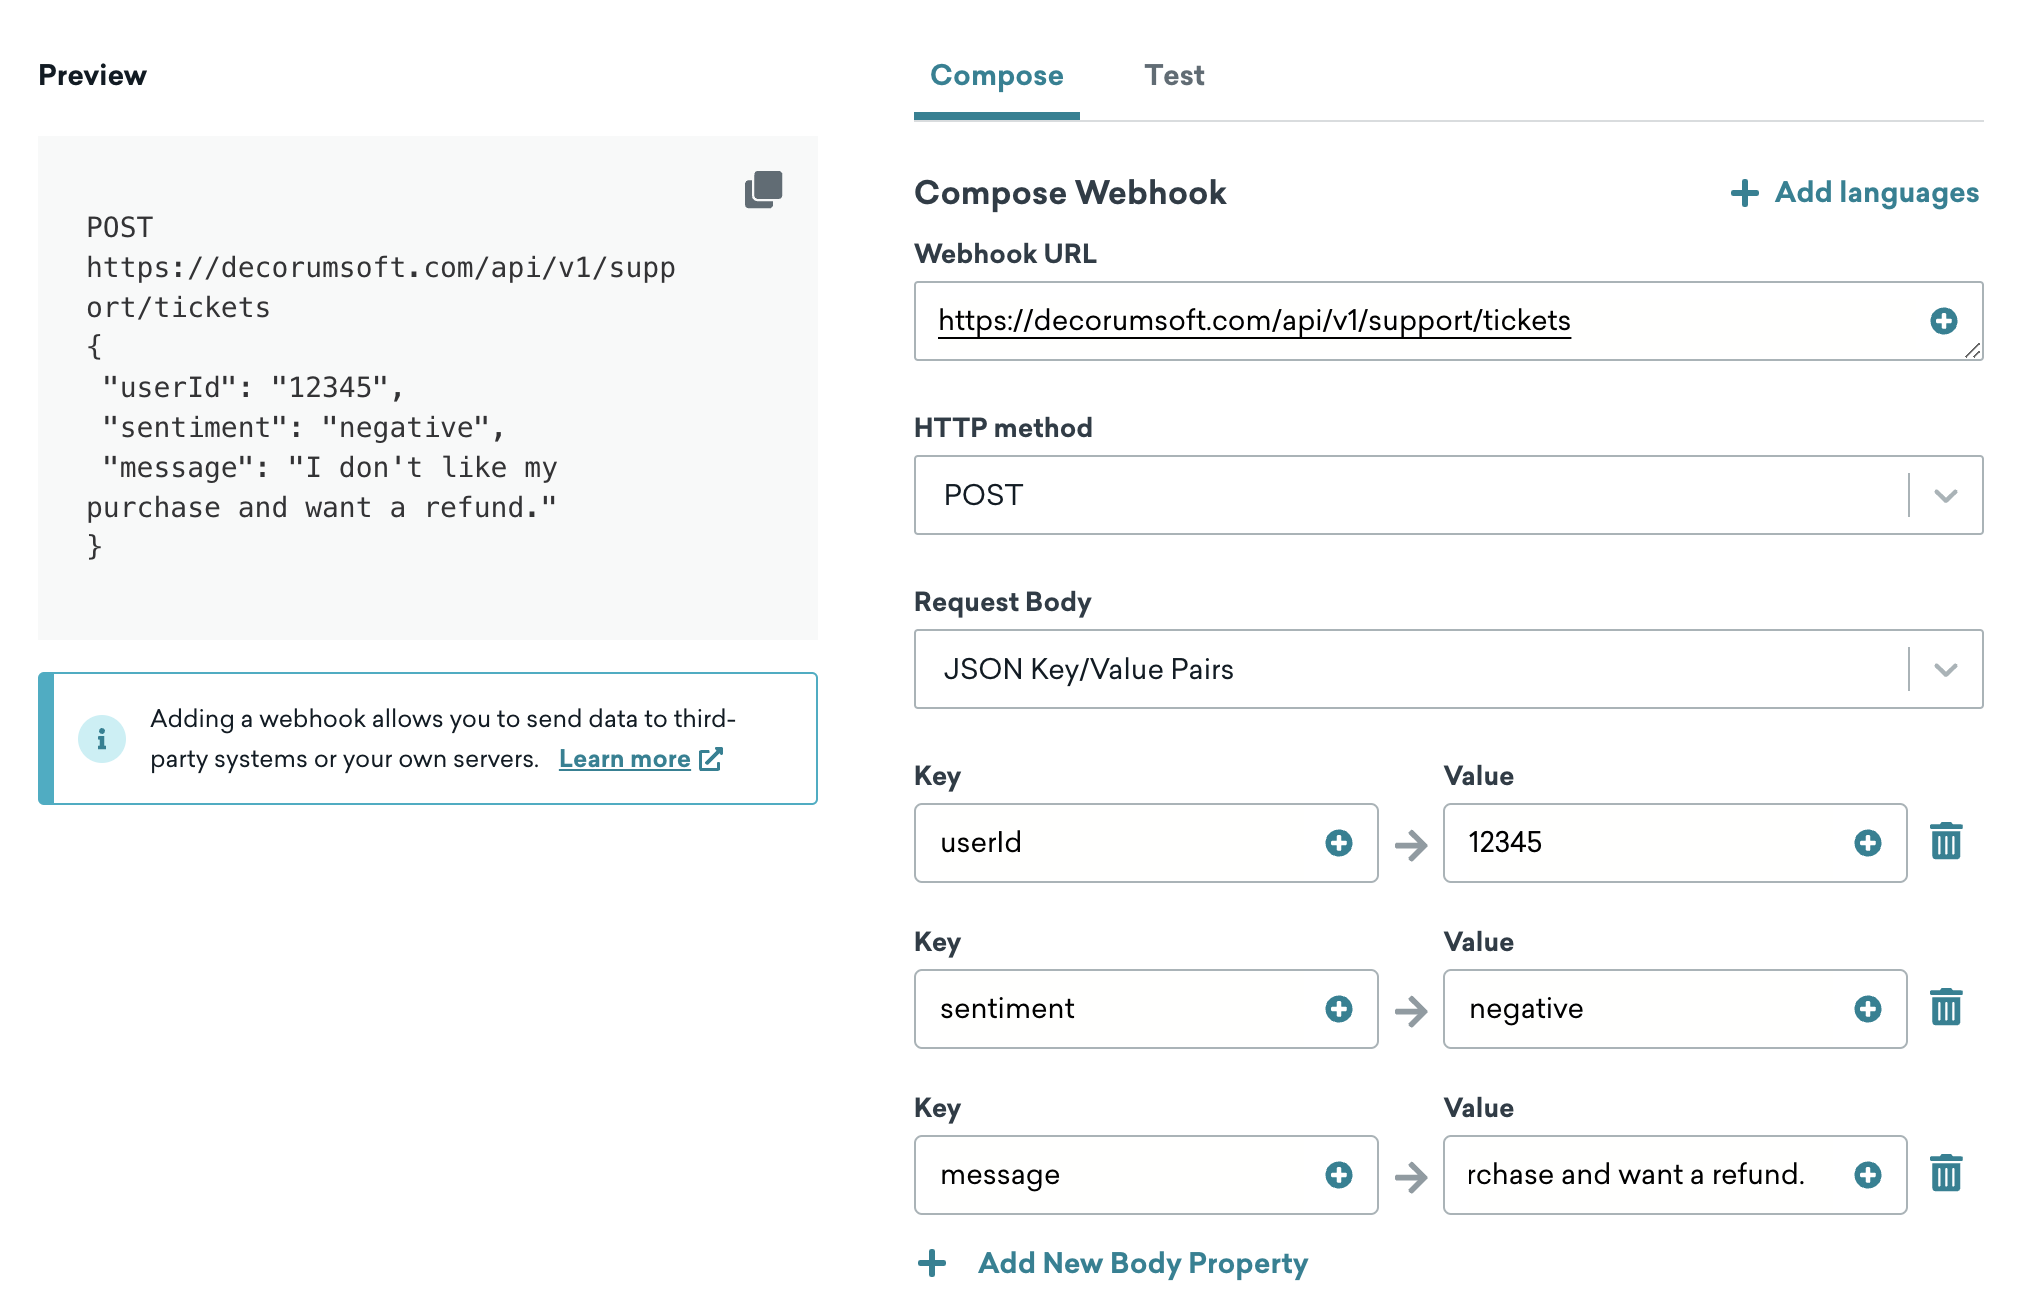 Preview
POST
https://decorumsoft.com/api/v1/supp
ort/tickets
{
"userId": "12345",
"sentiment": "negative",
"message": "I don't like my
purchase and want a refund."
}
Adding a webhook allows you to send data to third-
party systems or your own servers. Learn more
Compose Test
Compose Webhook
Add languages
Webhook URL
https://decorumsoft.com/api/v1/support/tickets
HTTP method
POST
Request Body
JSON Key/Value Pairs
Key Value
userId 12345
Key Value
sentiment negative
Key Value
message rchase and want a refund.
Add New Body Property